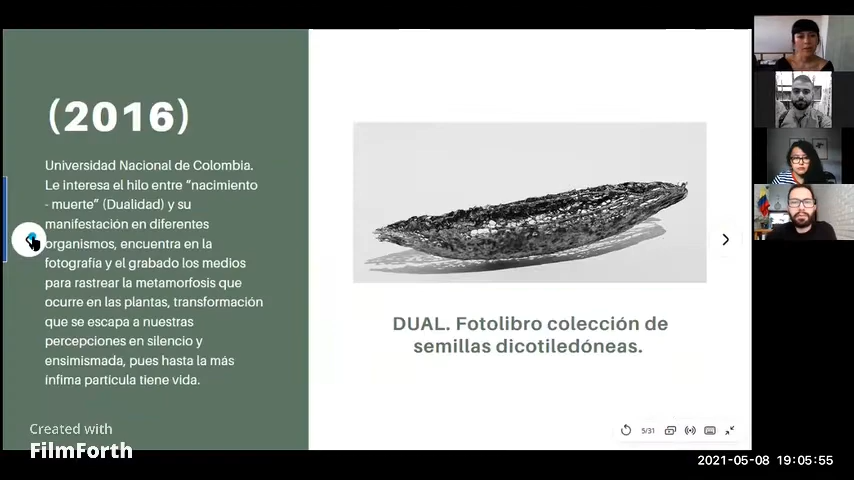 (2016)
Universidad Nacional de Colombia.
Le interesa el hilo entre “nacimiento
- muerte” (Dualidad) y su
manifestación en diferentes
organismos, encuentra en la
fotografía y el grabado los medios
para rastrear la metamorfosis que
ocurre en las plantas, transformación
que se escapa a nuestras
percepciones en silencio y
ensimismada, pues hasta la más
ínfima partícula tiene vida.
DUAL. Fotolibro colección de
semillas dicotiledóneas.
5/31
Created with
FilmForth
2021-05-08 19:05:55